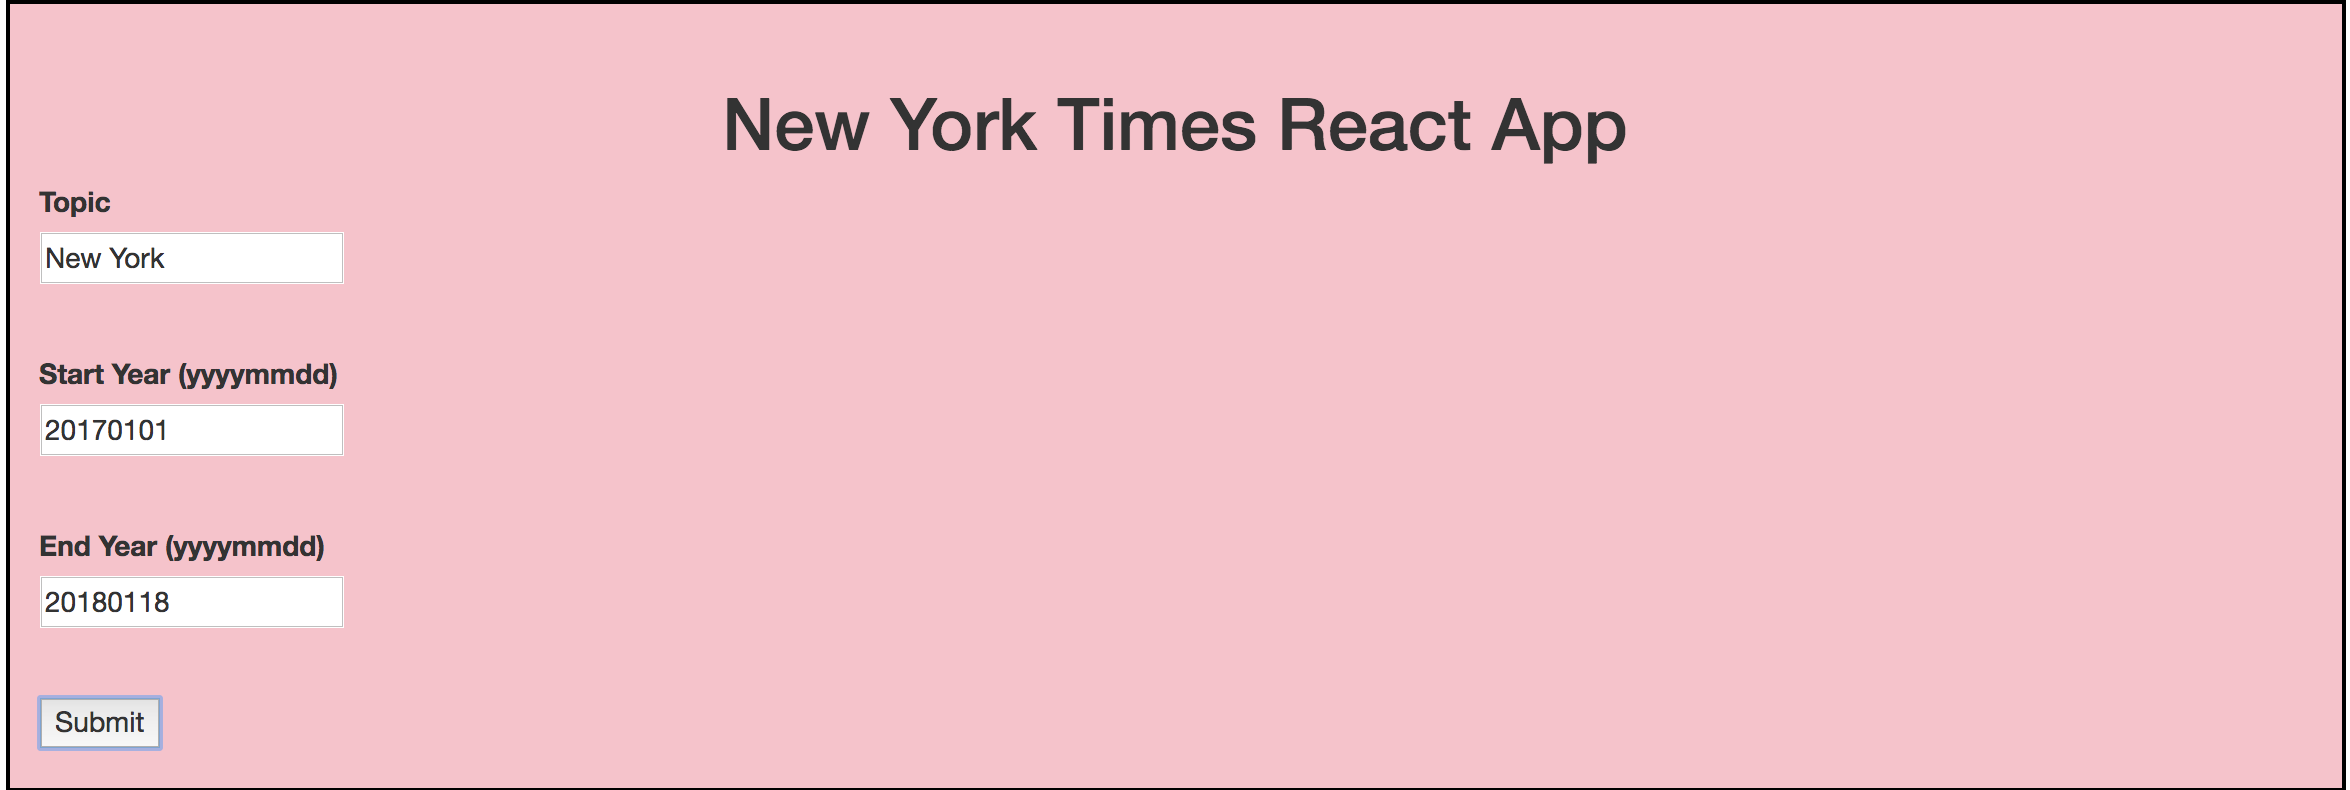 New York Times React App
Topic
New York
Start Year (yyyymmdd)
20170101
End Year (yyyymmdd)
20180118
Submit